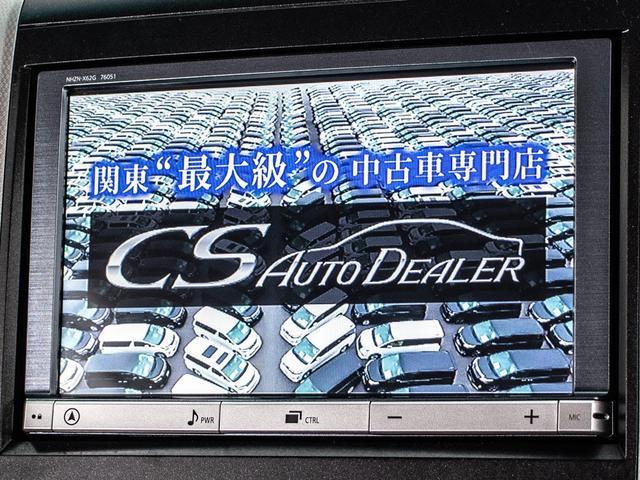 NHZN-X62G 76051
関東“最大級”の 中古車専門店
CS AUTO DEALER
PWR CTRL − + MIC